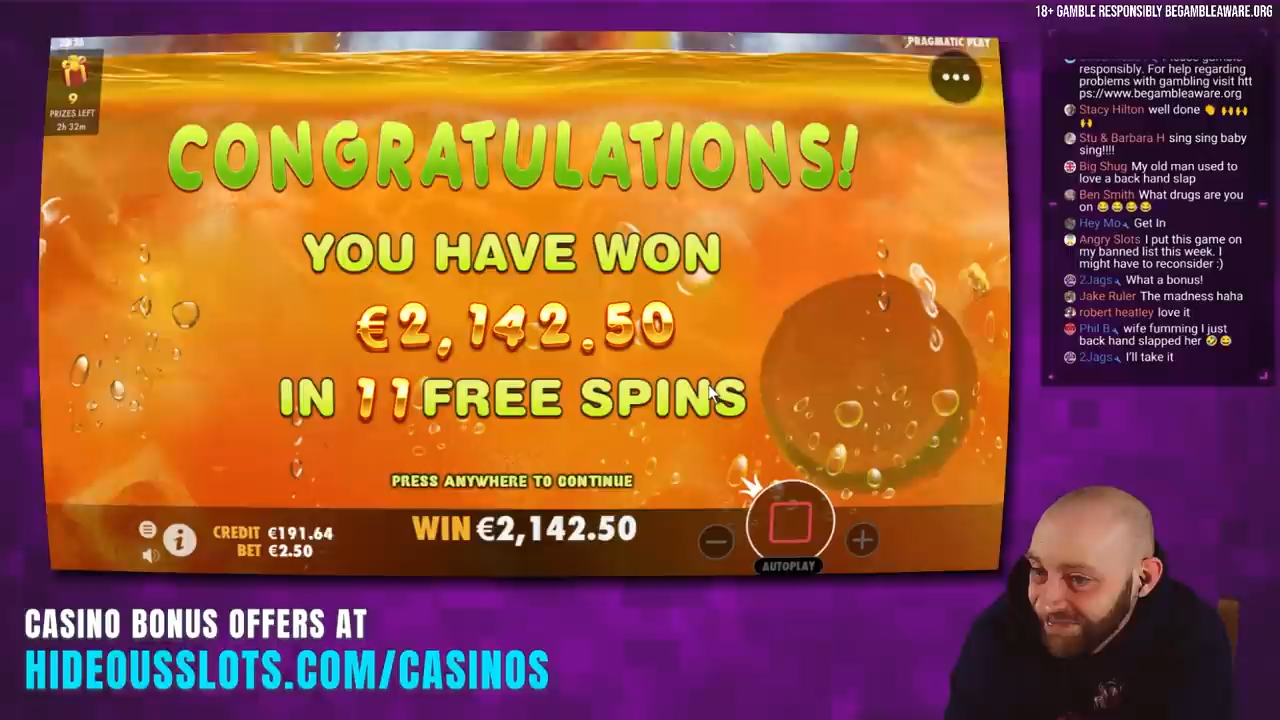 18+ GAMBLE RESPONSIBLY BEGAMBLEAWARE.ORG
PRAGMATIC PLAY
9
PRIZES LEFT
2h 32m
CONGRATULATIONS!
YOU HAVE WON
€2,142.50
IN 11 FREE SPINS
PRESS ANYWHERE TO CONTINUE
CREDIT €191.64
BET €2.50
WIN €2,142.50
AUTOPLAY
responsibly. For help regarding
problems with gambling visit htt
ps://www.begambleaware.org
Stacy Hilton well done 👏 🙌🙌
🙌
Stu & Barbara H sing sing baby
sing!!!!
Big Shug My old man used to
love a back hand slap
Ben Smith What drugs are you
on 😂😂😂😂
Hey Mo Get In
Angry Slots I put this game on
my banned list this week. I
might have to reconsider :)
2Jags What a bonus!
Jake Ruler The madness haha
robert heatley love it
Phil B wife fumming I just
back hand slapped her 🤣😂
2Jags I'll take it
CASINO BONUS OFFERS AT
HIDEOUSSLOTS.COM/CASINOS